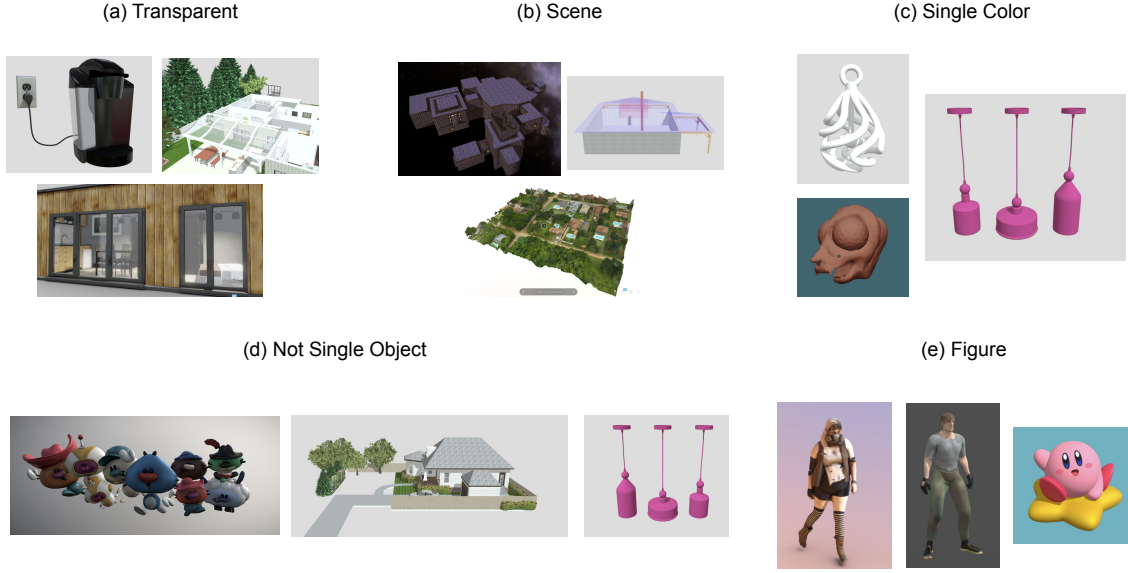 (a) Transparent
(b) Scene
(c) Single Color
(d) Not Single Object
(e) Figure